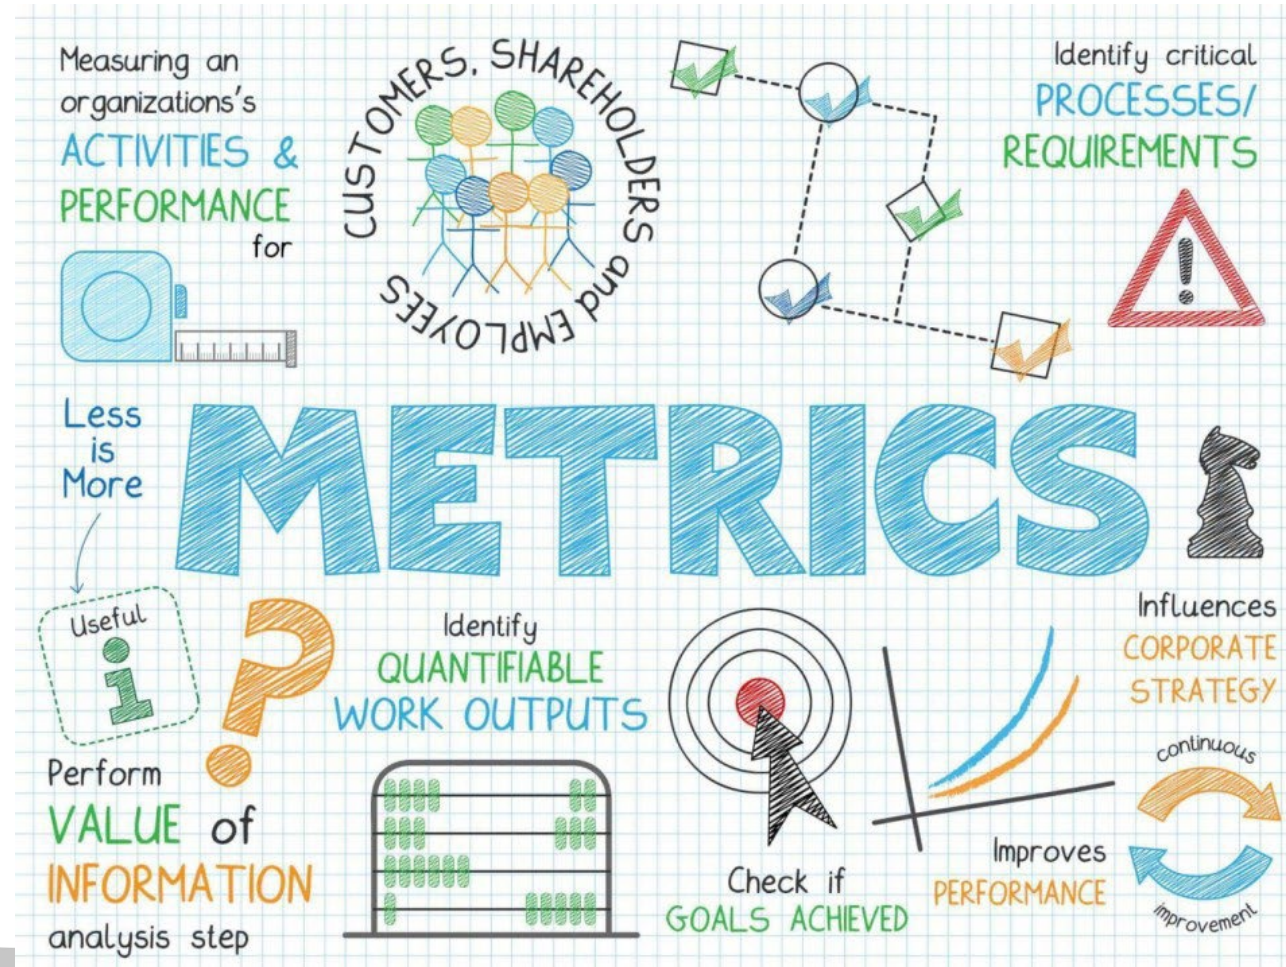 Measuring an
organizations's
ACTIVITIES &
PERFORMANCE
for
CUSTOMERS, SHAREHOLDERS and EMPLOYEES
Identify critical
PROCESSES/
REQUIREMENTS
Less
is
More
METRICS
Useful
i
?
Perform
VALUE of
INFORMATION
analysis step
Identify
QUANTIFIABLE
WORK OUTPUTS
Check if
GOALS ACHIEVED
Improves
PERFORMANCE
Influences
CORPORATE
STRATEGY
continuous
improvement